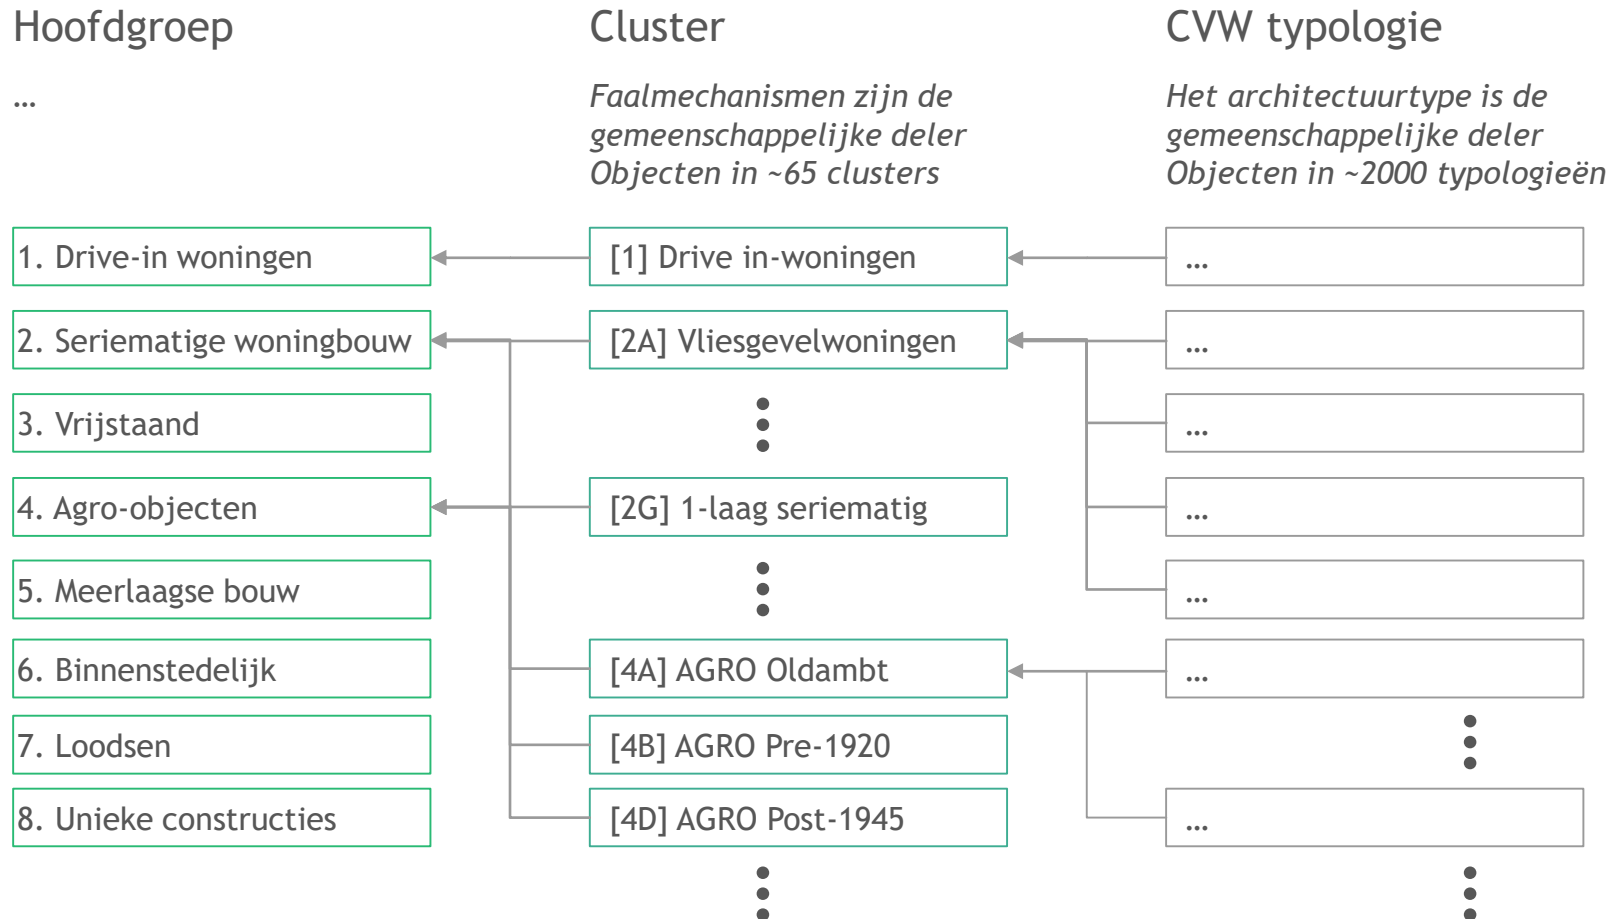 Hoofdgroep
...
1. Drive-in woningen
2. Seriematige woningbouw
3. Vrijstaand
4. Agro-objecten
5. Meerlaagse bouw
6. Binnenstedelijk
7. Loodsen
8. Unieke constructies
Cluster
Faalmechanismen zijn de
gemeenschappelijke deler
Objecten in ~65 clusters
[1] Drive in-woningen
[2A] Vliesgevelwoningen
[2G] 1-laag seriematig
[4A] AGRO Oldambt
[4B] AGRO Pre-1920
[4D] AGRO Post-1945
CVW typologie
Het architectuurtype is de
gemeenschappelijke deler
Objecten in ~2000 typologieën
...
...
...
...
...
...
...